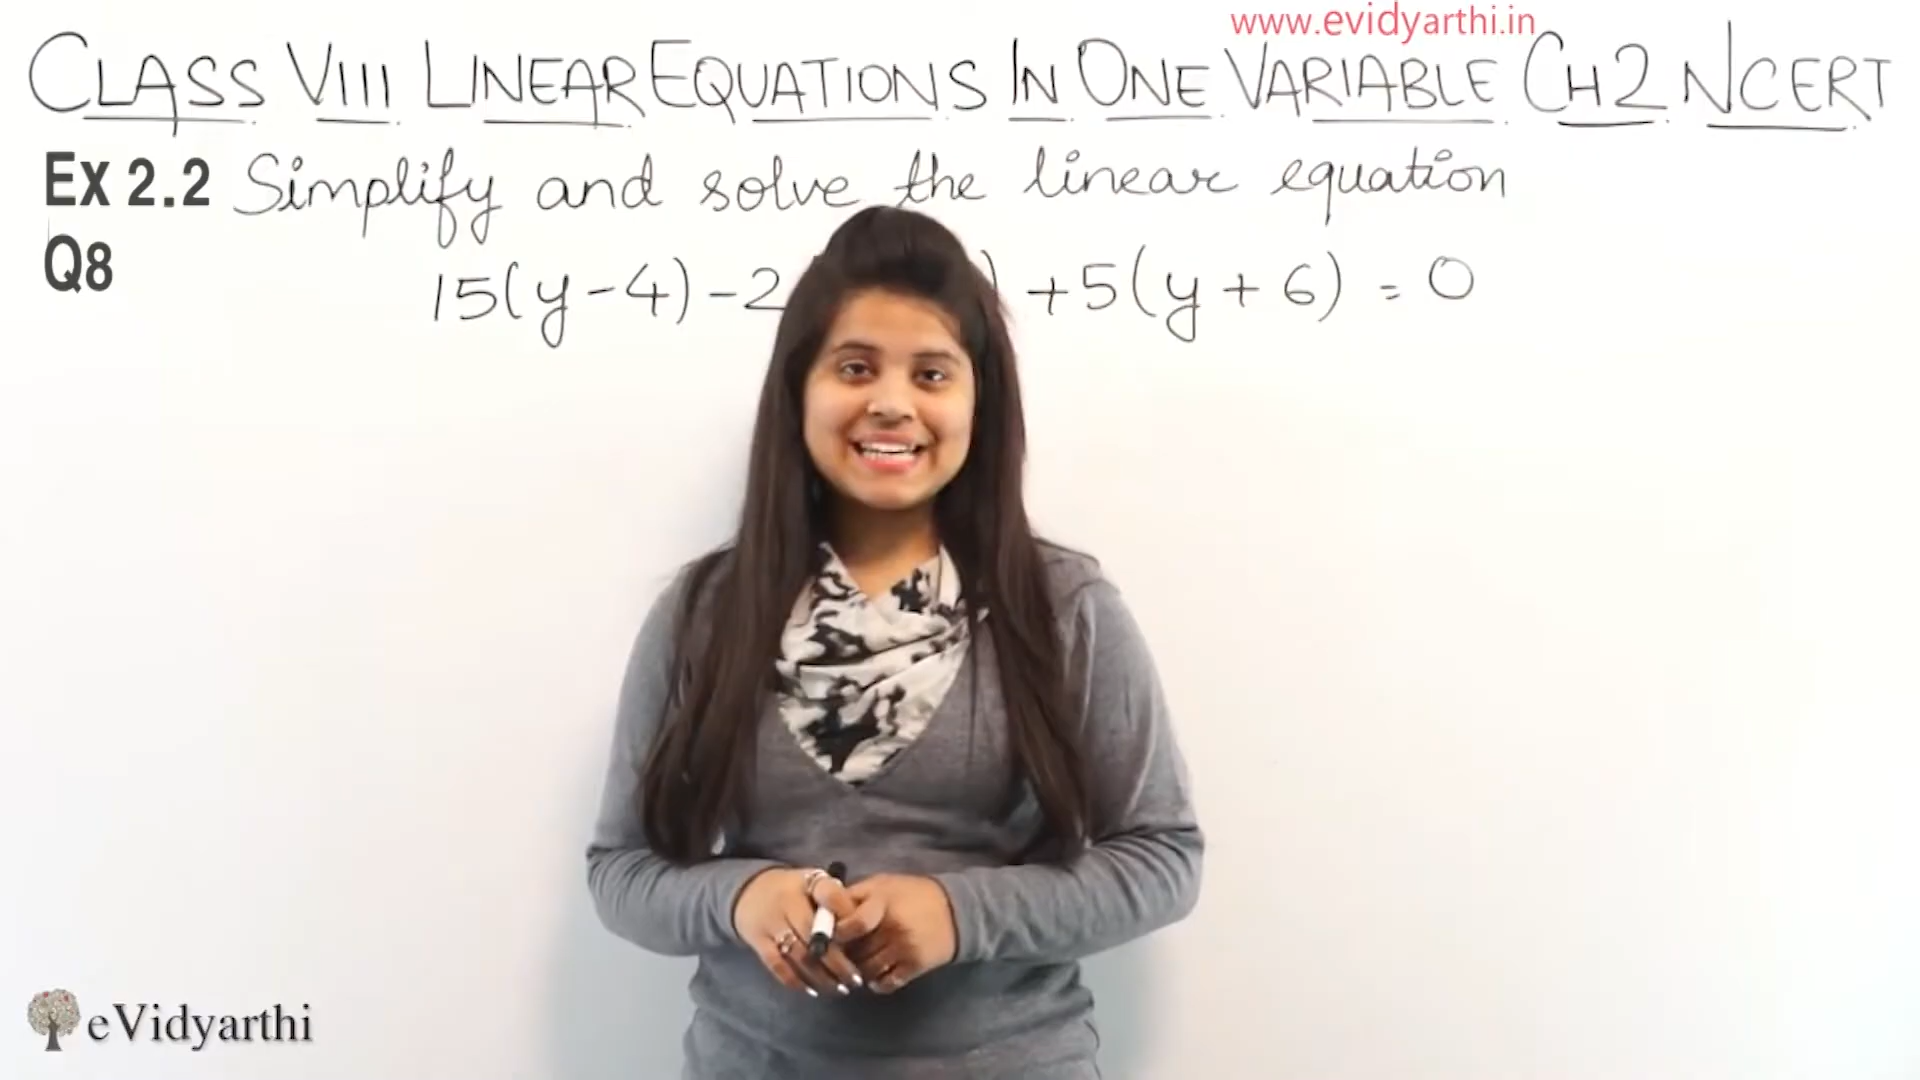 www.evidyarthi.in
CLASS VIII LINEAR EQUATIONS IN ONE VARIABLE CH2 NCERT
Ex 2.2 Simplify and solve the linear equation
Q8
15(y-4)-2 ) +5(y+6) = 0
eVidyarthi